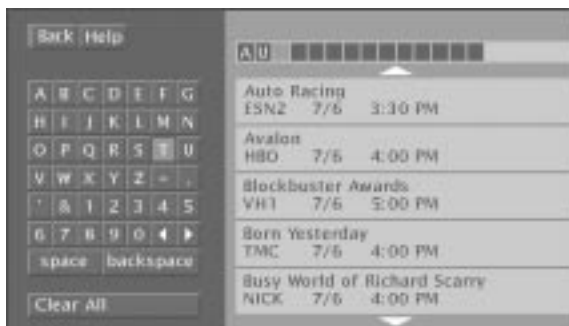 Back Help
A U
A B C D E F G
H I J K L M N
O P Q R S T U
V W X Y Z - .
' & 1 2 3 4 5
6 7 8 9 0
space backspace
Clear All
Auto Racing
ESN2 7/6 3:30 PM
Avalon
HBO 7/6 4:00 PM
Blockbuster Awards
VH1 7/6 5:00 PM
Born Yesterday
TMC 7/6 4:00 PM
Busy World of Richard Scarry
NICK 7/6 4:00 PM